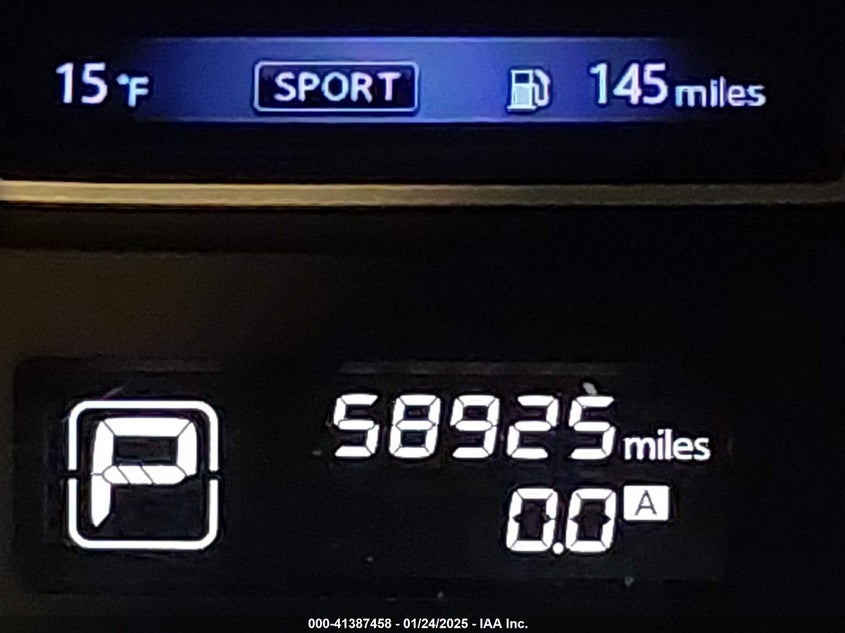 15 °F SPORT 145 miles
58925 miles
P
0.0 A
000-41387458 - 01/24/2025 - IAA Inc.